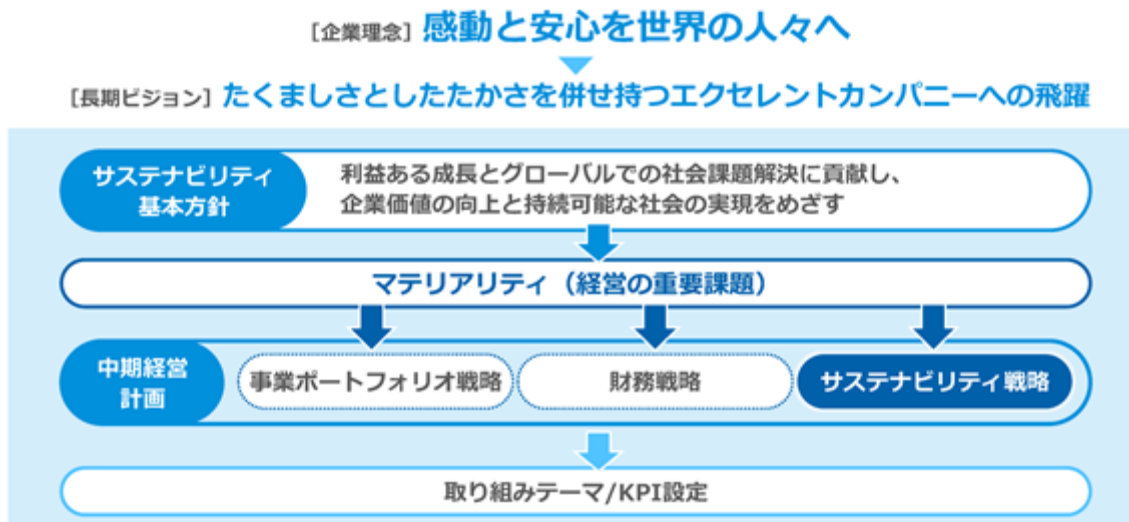 [企業理念] 感動と安心を世界の人々へ
[長期ビジョン] たくましさとしたたかさを併せ持つエクセレントカンパニーへの飛躍
サステナビリティ
基本方針
利益ある成長とグローバルでの社会課題解決に貢献し、
企業価値の向上と持続可能な社会の実現をめざす
マテリアリティ（経営の重要課題）
中期経営
計画
事業ポートフォリオ戦略
財務戦略
サステナビリティ戦略
取り組みテーマ/KPI設定